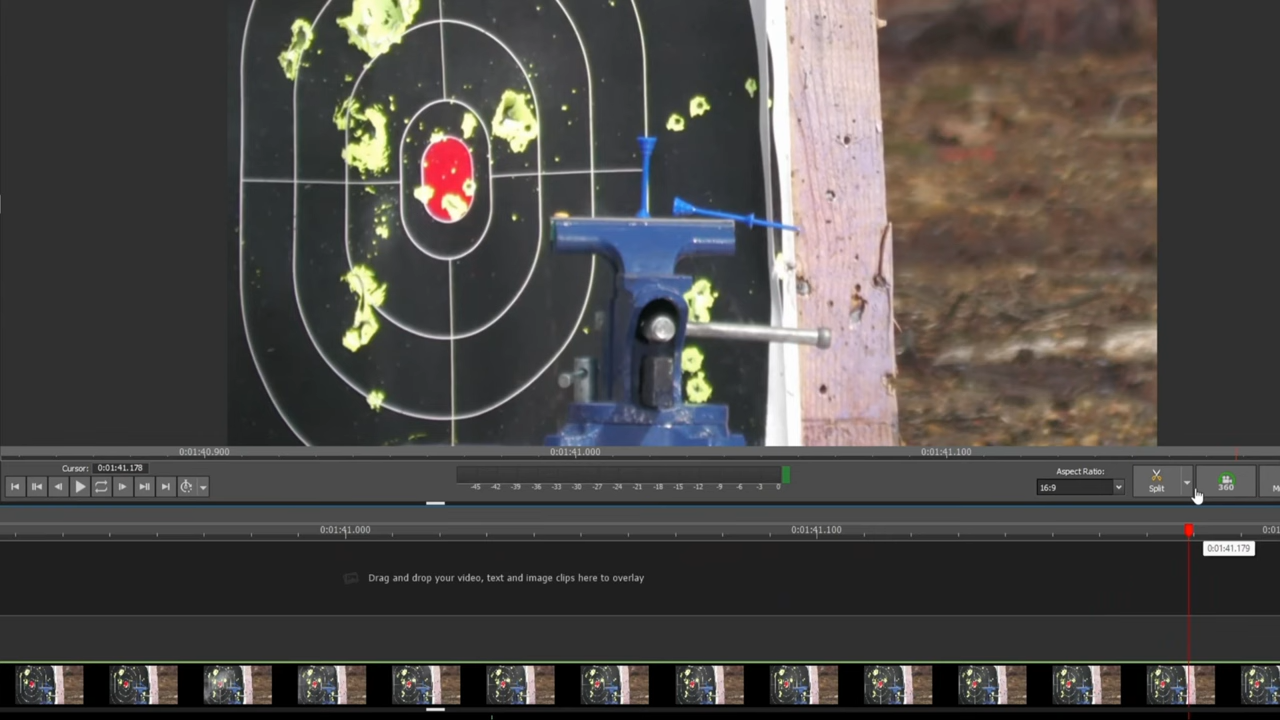 0:01:40.900 0:01:41.000 0:01:41.100
Cursor: 0:01:41.178
Aspect Ratio:
16:9
-45 -42 -39 -36 -33 -30 -27 -24 -21 -18 -15 -12 -9 -6 -3 0
Split
360
0:01:41.000 0:01:41.100
0:01:41.179
Drag and drop your video, text and image clips here to overlay